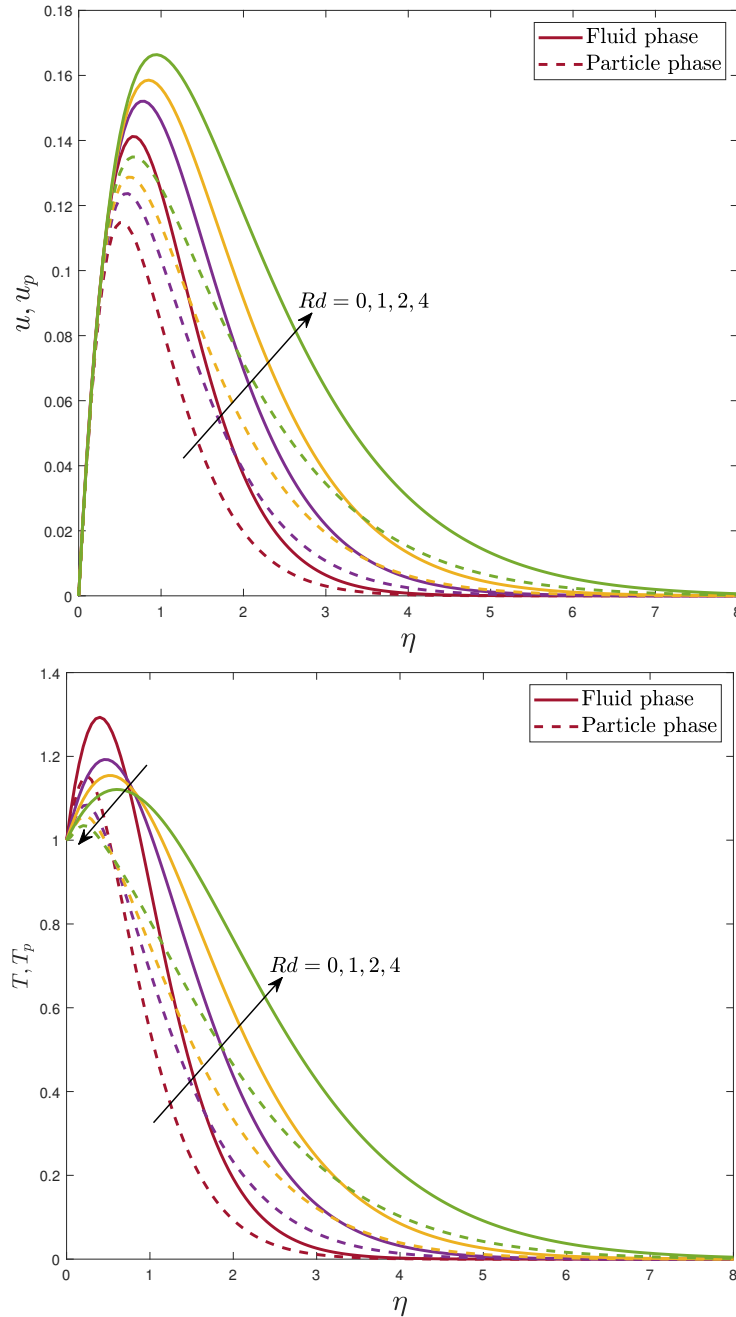 0.18
0.16
0.14
0.12
0.1
0.08
0.06
0.04
0.02
0
u, u_p
Fluid phase
Particle phase
Rd = 0, 1, 2, 4
0 1 2 3 4 5 6 7 8
η
1.4
1.2
1
0.8
0.6
0.4
0.2
0
T, T_p
Fluid phase
Particle phase
Rd = 0, 1, 2, 4
0 1 2 3 4 5 6 7 8
η